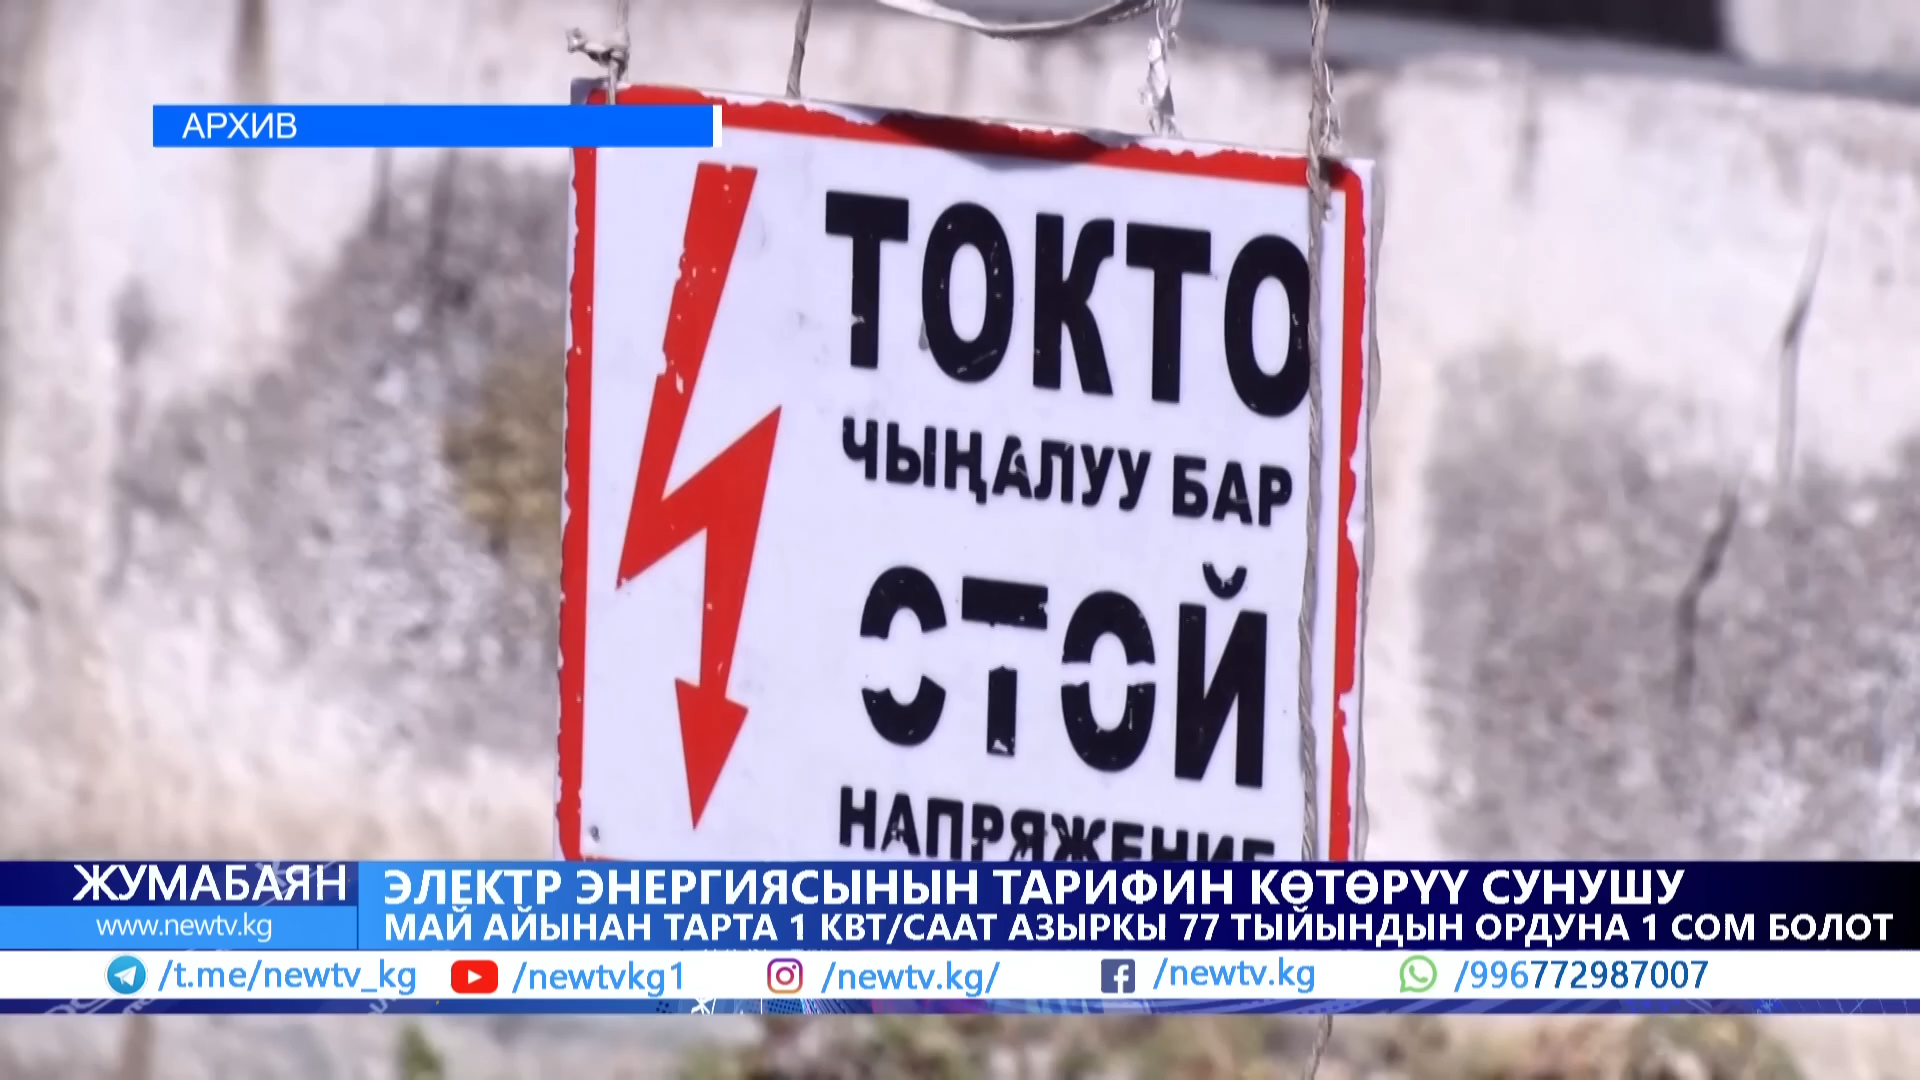 АРХИВ
ТОКТО
ЧЫҢАЛУУ БАР
СТОЙ
НАПРЯЖЕНИЕ
ЖУМАБАЯН
www.newtv.kg
ЭЛЕКТР ЭНЕРГИЯСЫНЫН ТАРИФИН КӨТӨРҮҮ СУНУШУ
МАЙ АЙЫНАН ТАРТА 1 КВТ/СААТ АЗЫРКЫ 77 ТЫЙЫНДЫН ОРДУНА 1 СОМ БОЛОТ
/t.me/newtv_kg /newtvkg1 /newtv.kg/ /newtv.kg /996772987007